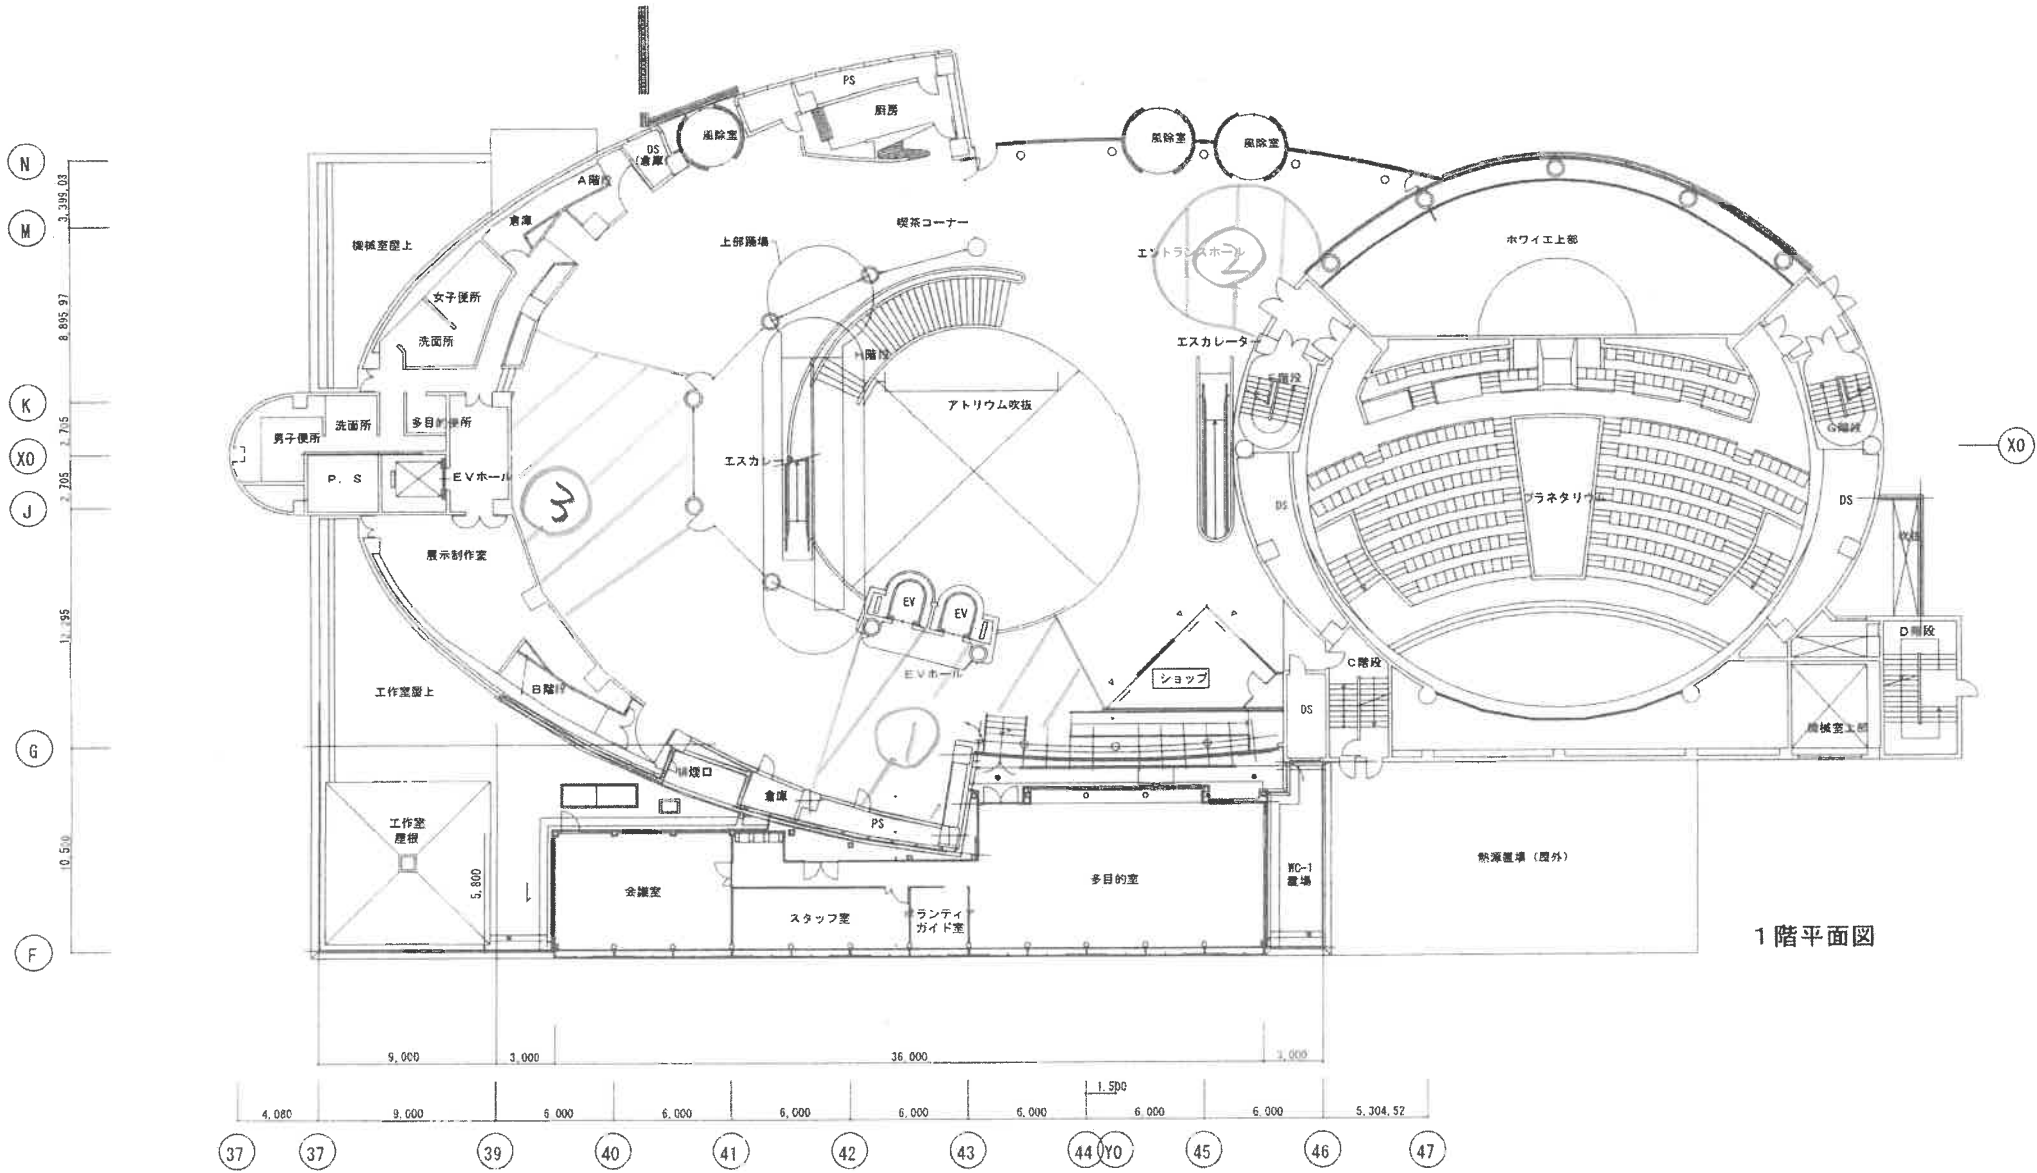 PS
厨房
風除室
風除室
風除室
DS
(倉庫)
A階段
N
3,399.03
倉庫
喫茶コーナー
M
機械室屋上
上部踊場
エントランスホール
2
ホワイエ上部
8,895.97
女子便所
洗面所
H階段
エスカレーター
K
アトリウム吹抜
洗面所
多目的便所
男子便所
G階段
2,705
X0
X0
エスカレーター
P.S
EVホール
3
プラネタリウム
DS
DS
2,705
J
展示制作室
吹抜
EV
EV
12,295
D階段
C階段
EVホール
ショップ
工作室屋上
B階段
DS
1
機械室上部
G
排煙口
倉庫
PS
工作室
屋根
10,500
5,800
会議室
多目的室
WC-1
置場
熱源置場(屋外)
スタッフ室
ランティ
ガイド室
1階平面図
F
9,000
3,000
36,000
3,000
1,500
4,080
9,000
6,000
6,000
6,000
6,000
6,000
6,000
6,000
5,304.52
37
37
39
40
41
42
43
44
Y0
45
46
47